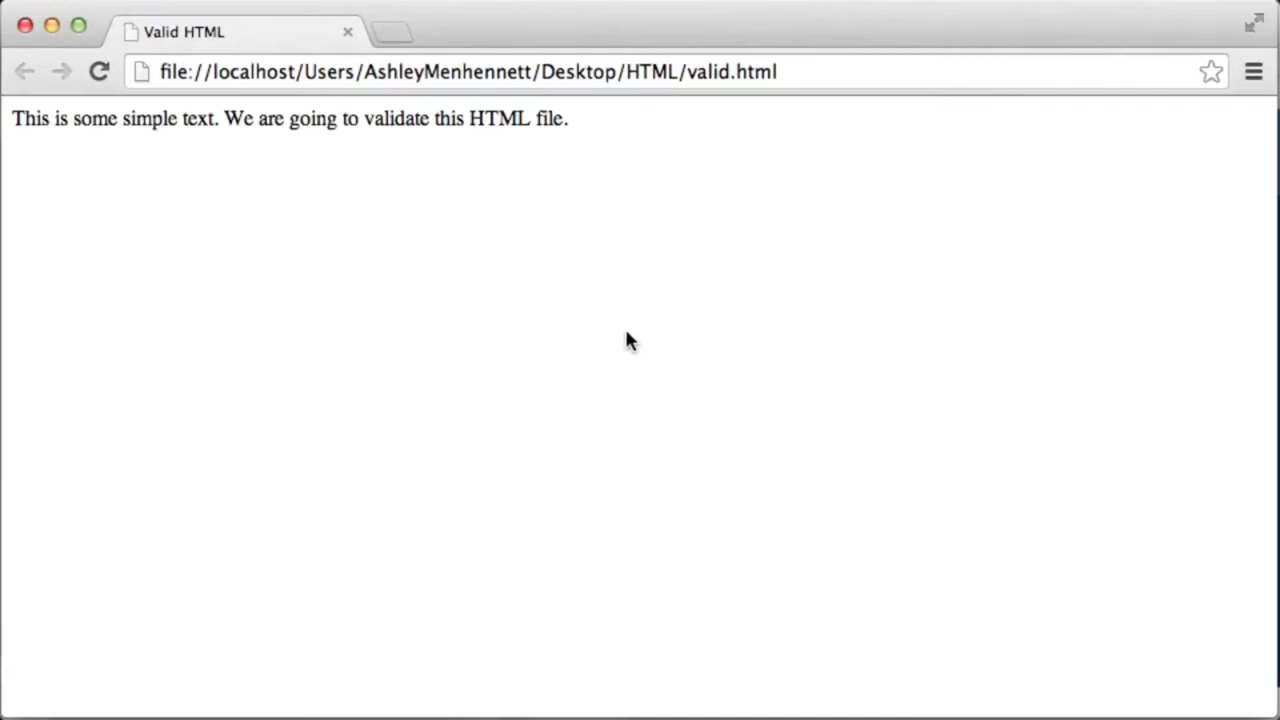 Valid HTML
file://localhost/Users/AshleyMenhennett/Desktop/HTML/valid.html
This is some simple text. We are going to validate this HTML file.